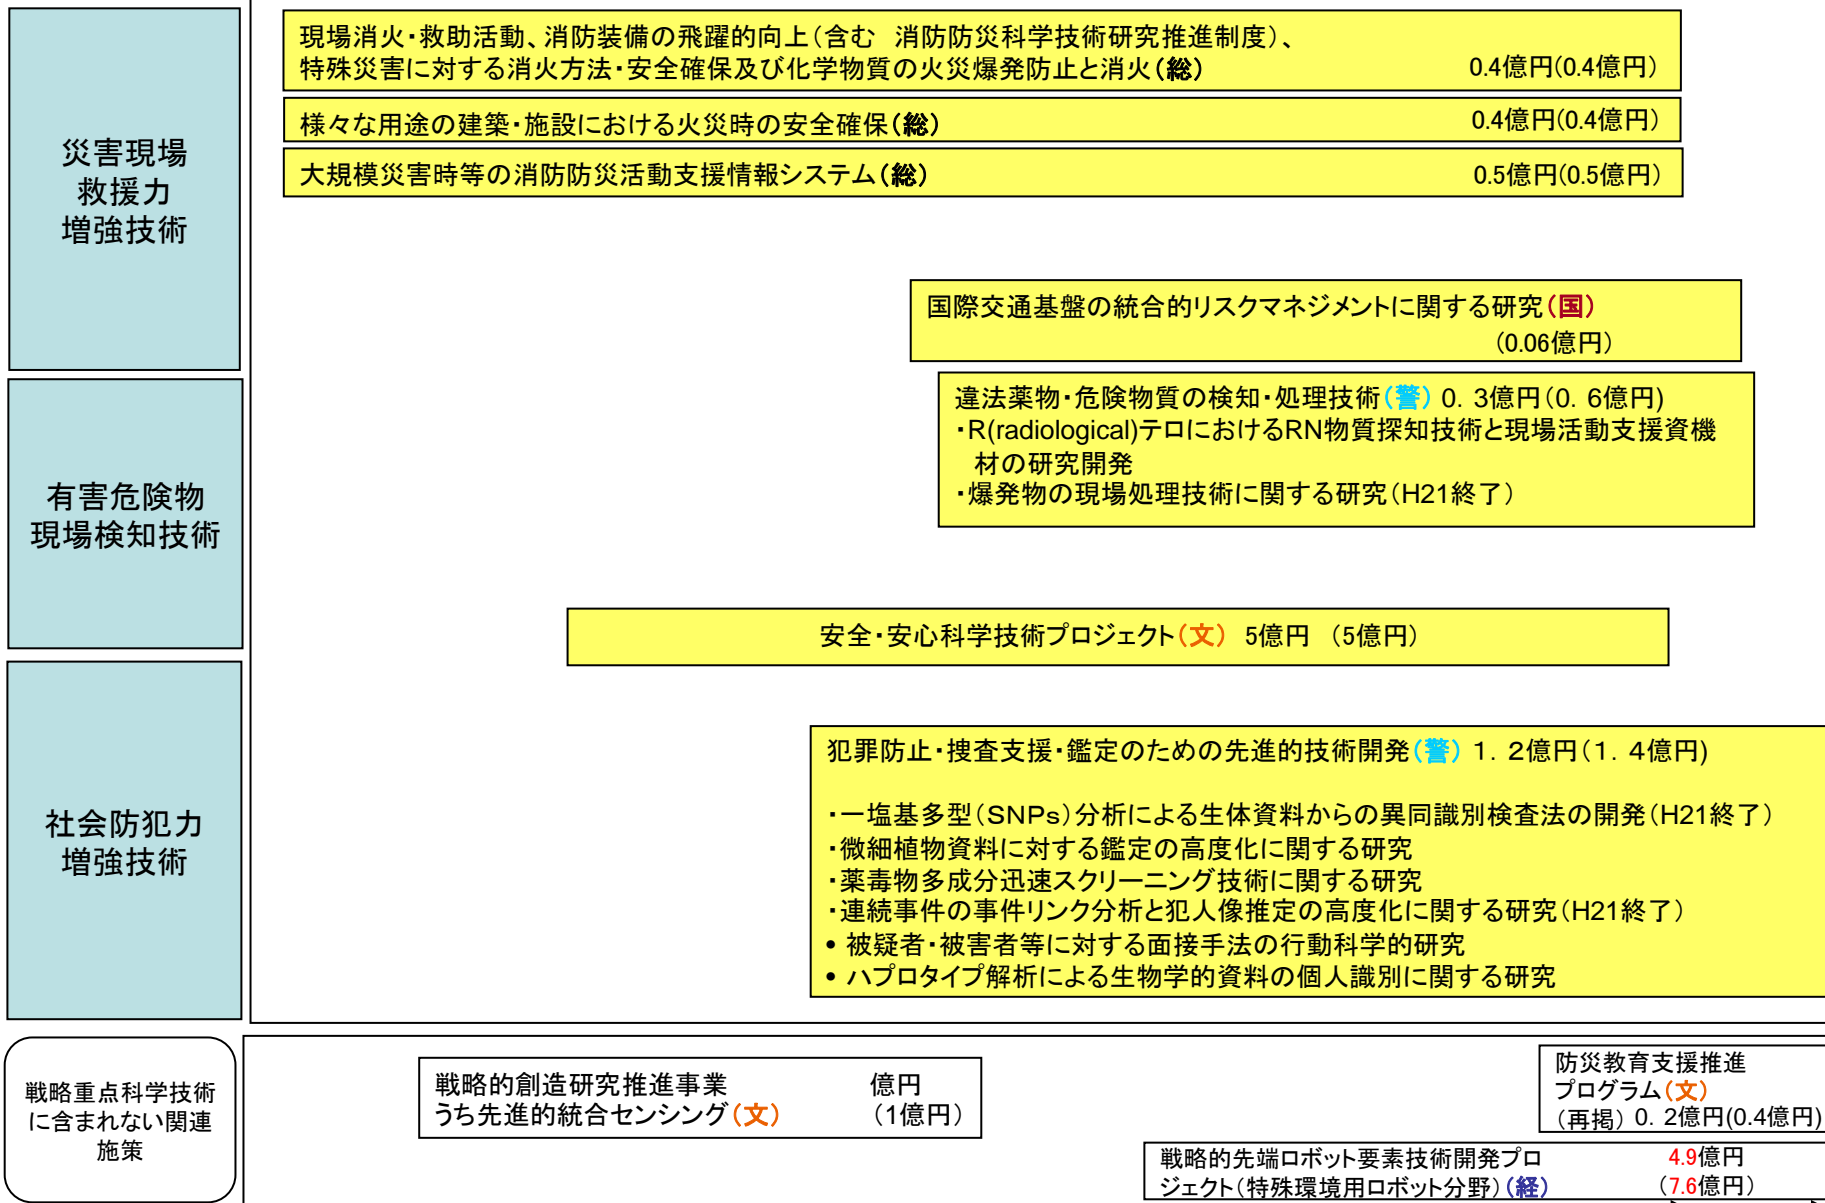 災害現場
救援力
増強技術
現場消火・救助活動、消防装備の飛躍的向上(含む　消防防災科学技術研究推進制度)、
特殊災害に対する消火方法・安全確保及び化学物質の火災爆発防止と消火(総)　0.4億円(0.4億円)
様々な用途の建築・施設における火災時の安全確保(総)　0.4億円(0.4億円)
大規模災害時等の消防防災活動支援情報システム(総)　0.5億円(0.5億円)
国際交通基盤の統合的リスクマネジメントに関する研究(国)
(0.06億円)
有害危険物
現場検知技術
違法薬物・危険物質の検知・処理技術(警) 0. 3億円(0. 6億円)
・R(radiological)テロにおけるRN物質探知技術と現場活動支援資機
材の研究開発
・爆発物の現場処理技術に関する研究(H21終了)
安全・安心科学技術プロジェクト(文) 5億円 (5億円)
社会防犯力
増強技術
犯罪防止・捜査支援・鑑定のための先進的技術開発(警) 1. 2億円(1. 4億円)
・一塩基多型(SNPs)分析による生体資料からの異同識別検査法の開発(H21終了)
・微細植物資料に対する鑑定の高度化に関する研究
・薬毒物多成分迅速スクリーニング技術に関する研究
・連続事件の事件リンク分析と犯人像推定の高度化に関する研究(H21終了)
• 被疑者・被害者等に対する面接手法の行動科学的研究
• ハプロタイプ解析による生物学的資料の個人識別に関する研究
戦略重点科学技術
に含まれない関連
施策
戦略的創造研究推進事業　億円
うち先進的統合センシング(文)　(1億円)
防災教育支援推進
プログラム(文)
(再掲) 0. 2億円(0.4億円)
戦略的先端ロボット要素技術開発プロ　4.9億円
ジェクト(特殊環境用ロボット分野)(経)　(7.6億円)